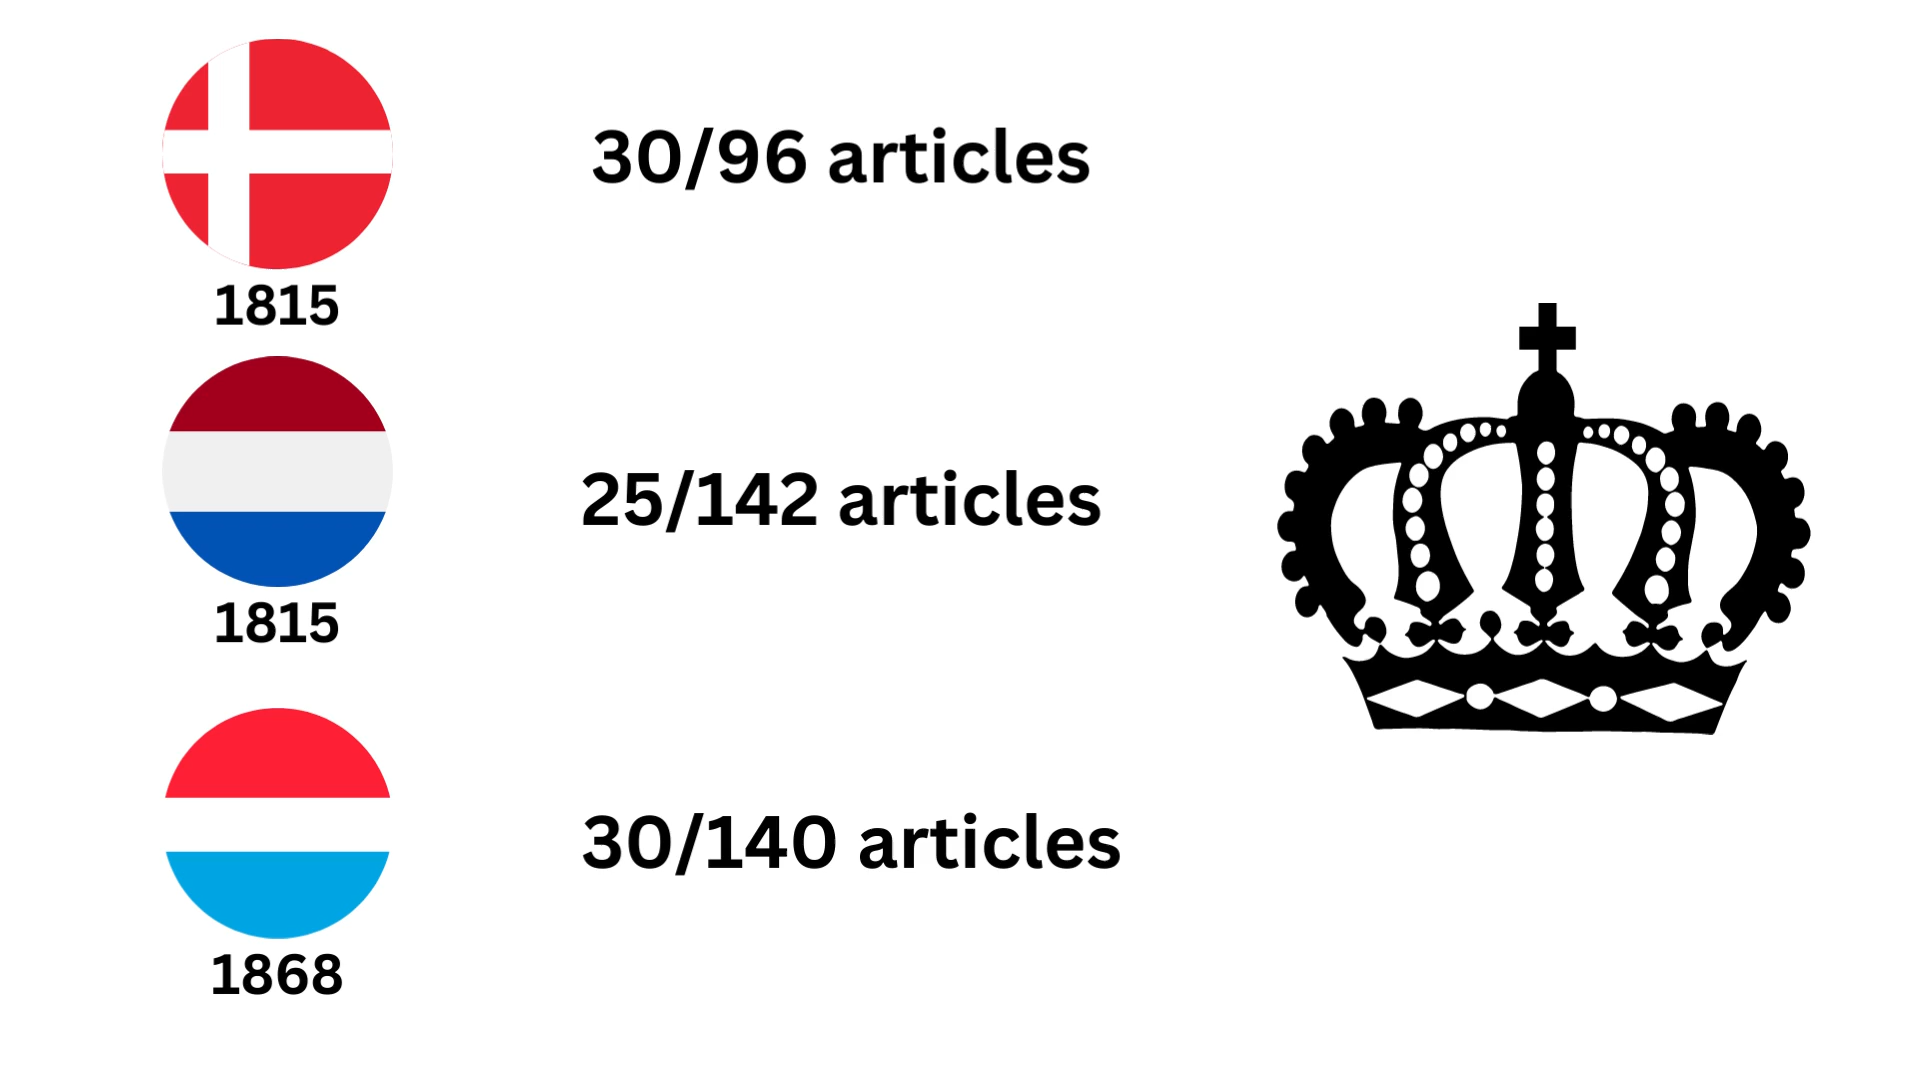 30/96 articles
1815
25/142 articles
1815
30/140 articles
1868